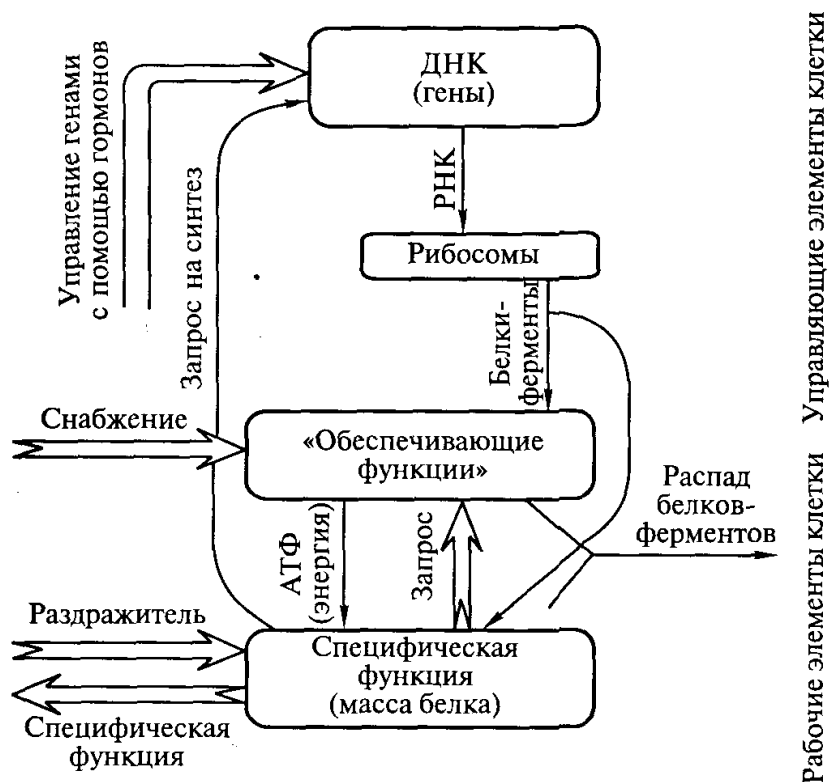 Управление генами
с помощью гормонов
Запрос на синтез
ДНК
(гены)
РНК
Рибосомы
Белки-
ферменты
Управляющие элементы клетки
Снабжение
«Обеспечивающие
функции»
Распад
белков-
ферментов
АТФ
(энергия)
Запрос
Раздражитель
Специфическая
функция
(масса белка)
Специфическая
функция
Рабочие элементы клетки